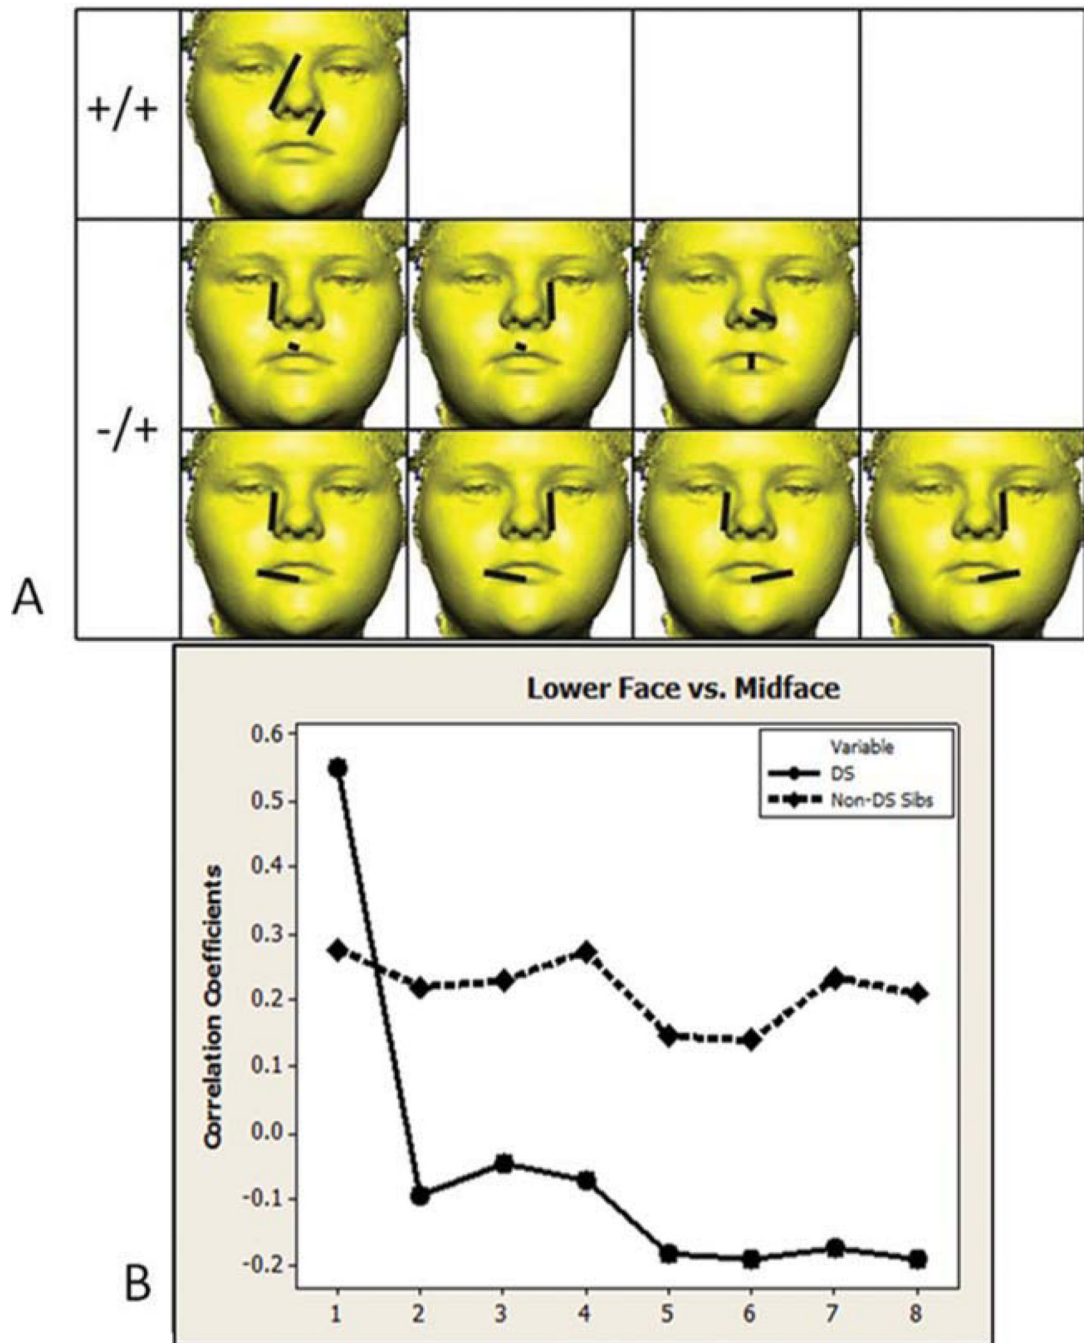 +/+
-/+
A
Lower Face vs. Midface
Variable
DS
Non-DS Sibs
Correlation Coefficients
0.6
0.5
0.4
0.3
0.2
0.1
0.0
-0.1
-0.2
1 2 3 4 5 6 7 8
B